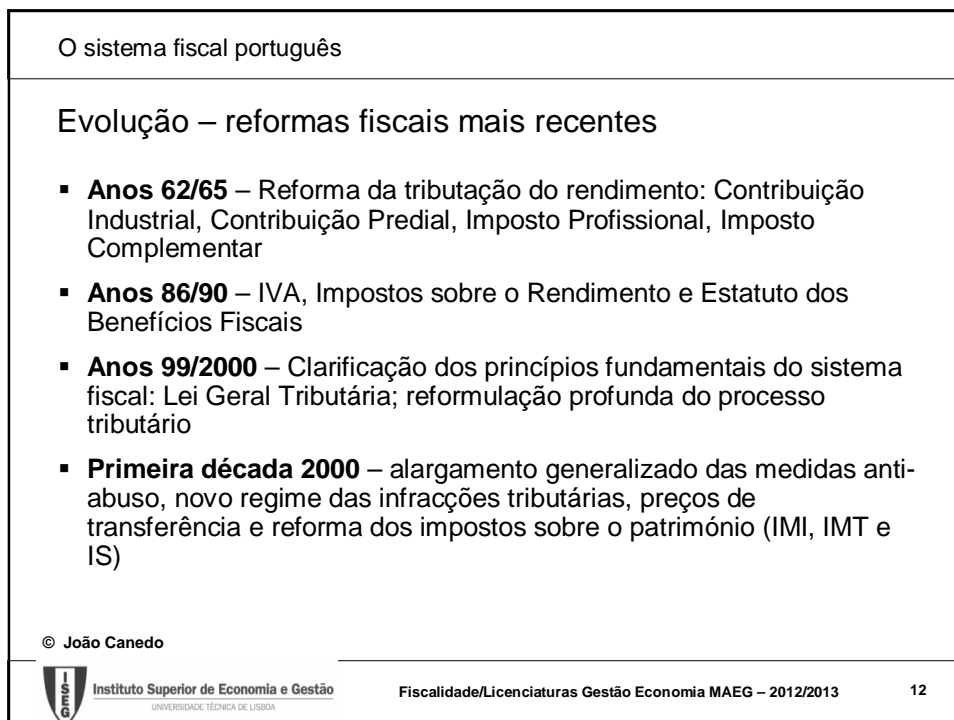 O sistema fiscal português
Evolução – reformas fiscais mais recentes
▪ Anos 62/65 – Reforma da tributação do rendimento: Contribuição
Industrial, Contribuição Predial, Imposto Profissional, Imposto
Complementar
▪ Anos 86/90 – IVA, Impostos sobre o Rendimento e Estatuto dos
Benefícios Fiscais
▪ Anos 99/2000 – Clarificação dos princípios fundamentais do sistema
fiscal: Lei Geral Tributária; reformulação profunda do processo
tributário
▪ Primeira década 2000 – alargamento generalizado das medidas anti-
abuso, novo regime das infracções tributárias, preços de
transferência e reforma dos impostos sobre o património (IMI, IMT e
IS)
© João Canedo
ISEG
Instituto Superior de Economia e Gestão
UNIVERSIDADE TÉCNICA DE LISBOA
Fiscalidade/Licenciaturas Gestão Economia MAEG – 2012/2013
12